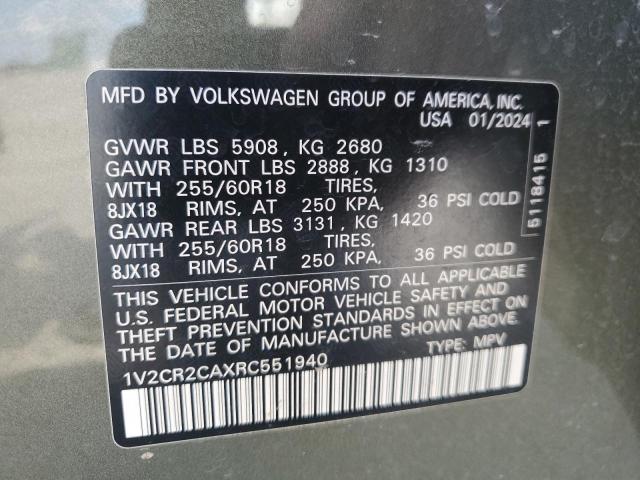 MFD BY VOLKSWAGEN GROUP OF AMERICA, INC.
USA 01/2024
GVWR LBS 5908 , KG 2680
GAWR FRONT LBS 2888 , KG 1310
WITH 255/60R18 TIRES,
8JX18 RIMS, AT 250 KPA, 36 PSI COLD
GAWR REAR LBS 3131 , KG 1420
WITH 255/60R18 TIRES,
8JX18 RIMS, AT 250 KPA, 36 PSI COLD
THIS VEHICLE CONFORMS TO ALL APPLICABLE
U.S. FEDERAL MOTOR VEHICLE SAFETY AND
THEFT PREVENTION STANDARDS IN EFFECT ON
THE DATE OF MANUFACTURE SHOWN ABOVE.
1V2CR2CAXRC551940 TYPE: MPV
5118415 1